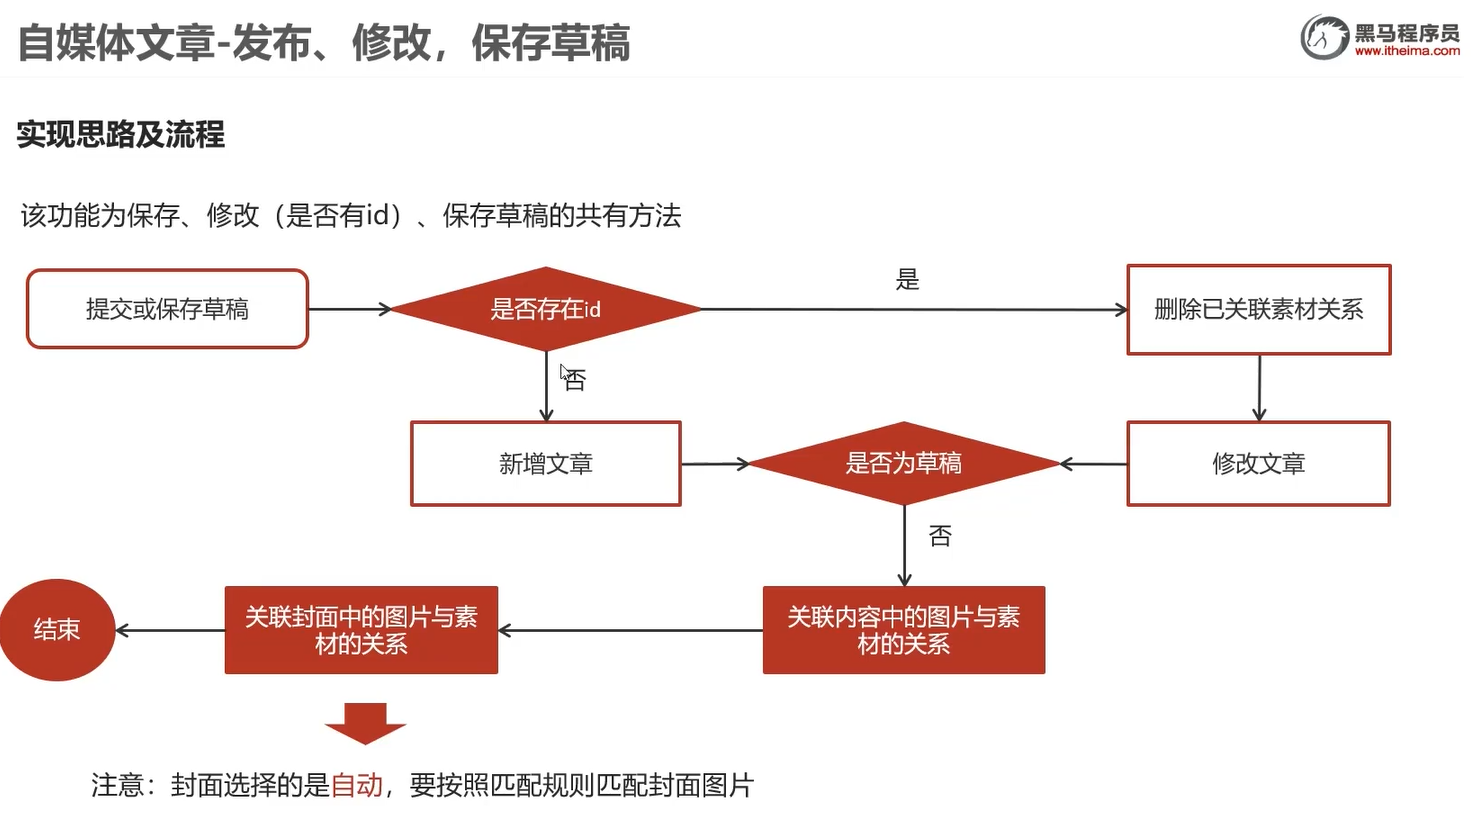 自媒体文章-发布、修改，保存草稿
黑马程序员
www.itheima.com
实现思路及流程
该功能为保存、修改（是否有id）、保存草稿的共有方法
提交或保存草稿
是否存在id
是
删除已关联素材关系
否
新增文章
是否为草稿
修改文章
否
结束
关联封面中的图片与素
材的关系
关联内容中的图片与素
材的关系
注意：封面选择的是自动，要按照匹配规则匹配封面图片